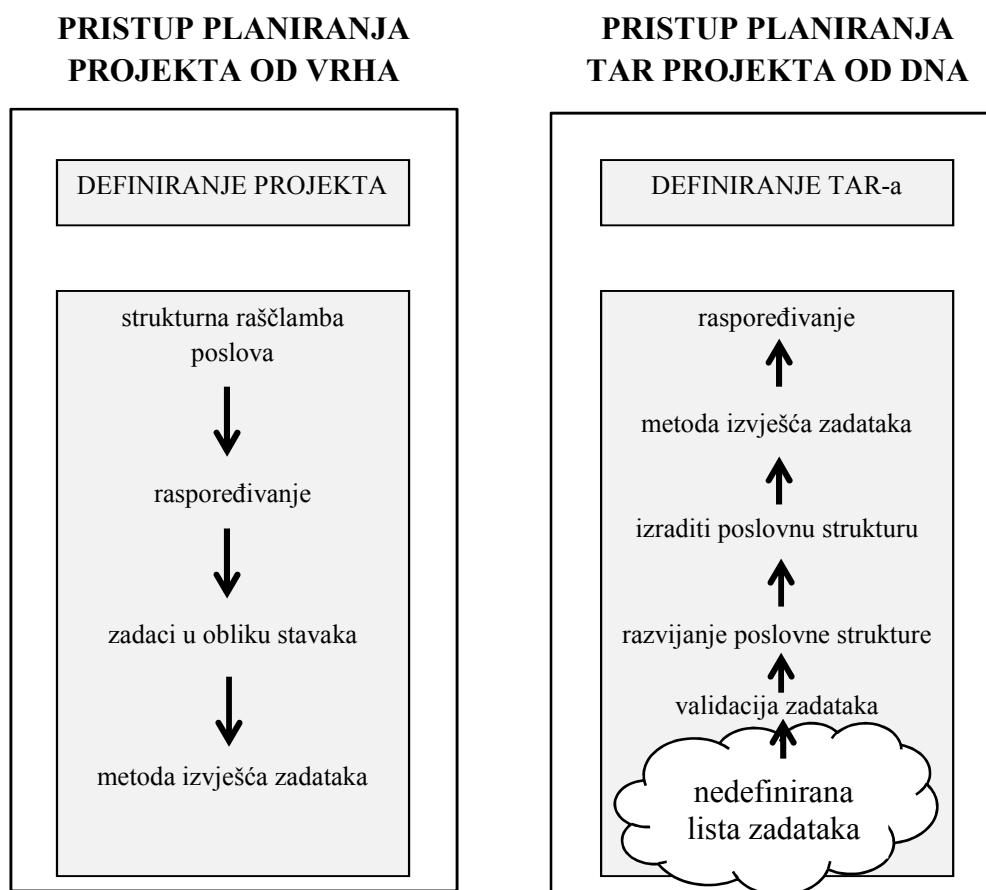 PRISTUP PLANIRANJA
PROJEKTA OD VRHA
DEFINIRANJE PROJEKTA
strukturna raščlamba
poslova
raspoređivanje
zadaci u obliku stavaka
metoda izvješća zadataka
PRISTUP PLANIRANJA
TAR PROJEKTA OD DNA
DEFINIRANJE TAR-a
raspoređivanje
metoda izvješća zadataka
izraditi poslovnu strukturu
razvijanje poslovne strukture
validacija zadataka
nedefinirana
lista zadataka